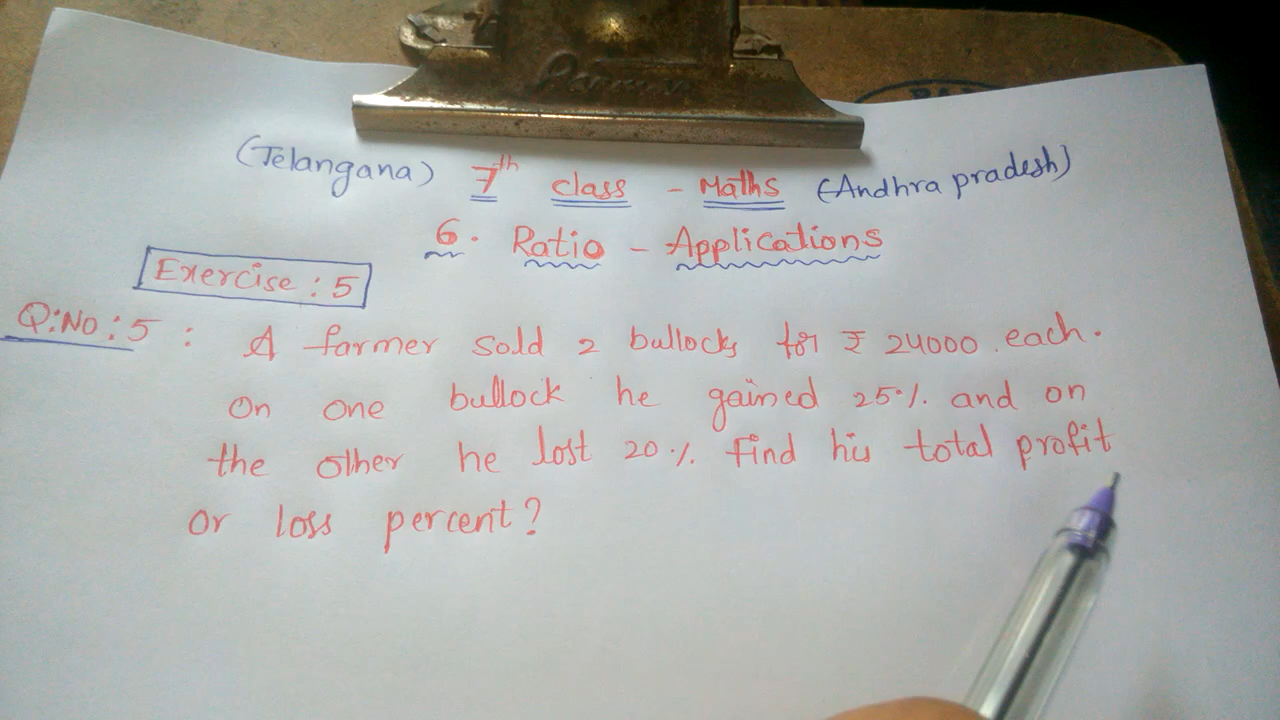 (Telangana) 7th class - Maths (Andhra pradesh)
6. Ratio - Applications
Exercise : 5
Q.No : 5 : A farmer sold 2 bullocks for ₹ 24000 each.
On one bullock he gained 25% and on
the other he lost 20%. Find his total profit
or loss percent?